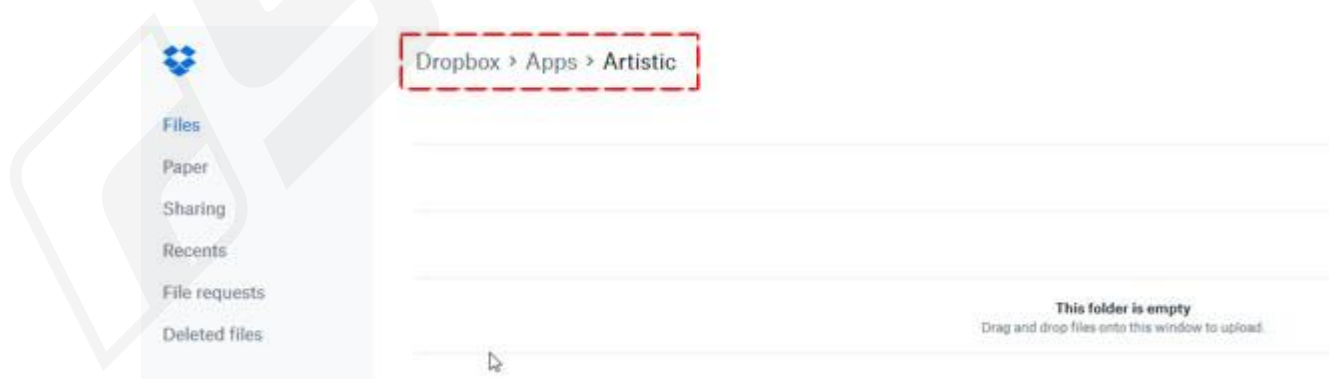 Dropbox > Apps > Artistic
Files
Paper
Sharing
Recents
File requests
Deleted files
This folder is empty
Drag and drop files onto this window to upload.